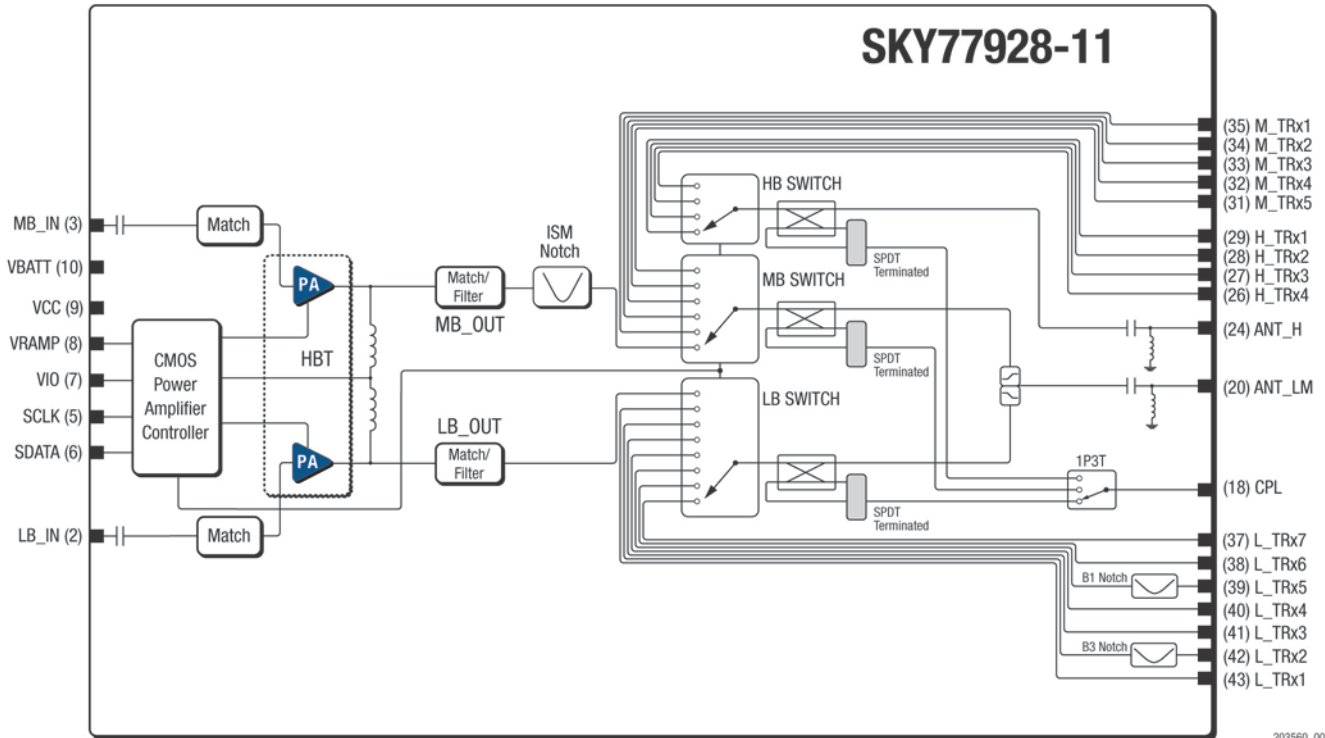 SKY77928-11
MB_IN (3)
VBATT (10)
VCC (9)
VRAMP (8)
VIO (7)
SCLK (5)
SDATA (6)
LB_IN (2)
Match
CMOS
Power
Amplifier
Controller
Match
PA
HBT
PA
Match/
Filter
MB_OUT
ISM
Notch
LB_OUT
Match/
Filter
HB SWITCH
SPDT
Terminated
MB SWITCH
SPDT
Terminated
LB SWITCH
SPDT
Terminated
1P3T
B1 Notch
B3 Notch
(35) M_TRx1
(34) M_TRx2
(33) M_TRx3
(32) M_TRx4
(31) M_TRx5
(29) H_TRx1
(28) H_TRx2
(27) H_TRx3
(26) H_TRx4
(24) ANT_H
(20) ANT_LM
(18) CPL
(37) L_TRx7
(38) L_TRx6
(39) L_TRx5
(40) L_TRx4
(41) L_TRx3
(42) L_TRx2
(43) L_TRx1